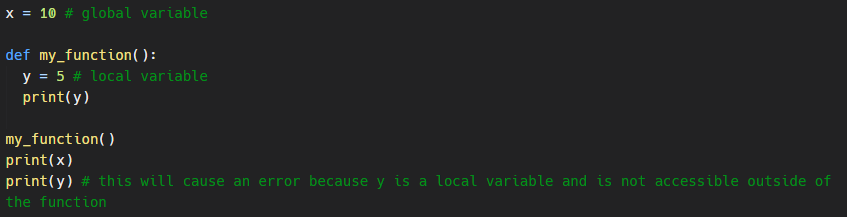 x = 10 # global variable

def my_function():
  y = 5 # local variable
  print(y)

my_function()
print(x)
print(y) # this will cause an error because y is a local variable and is not accessible outside of
the function